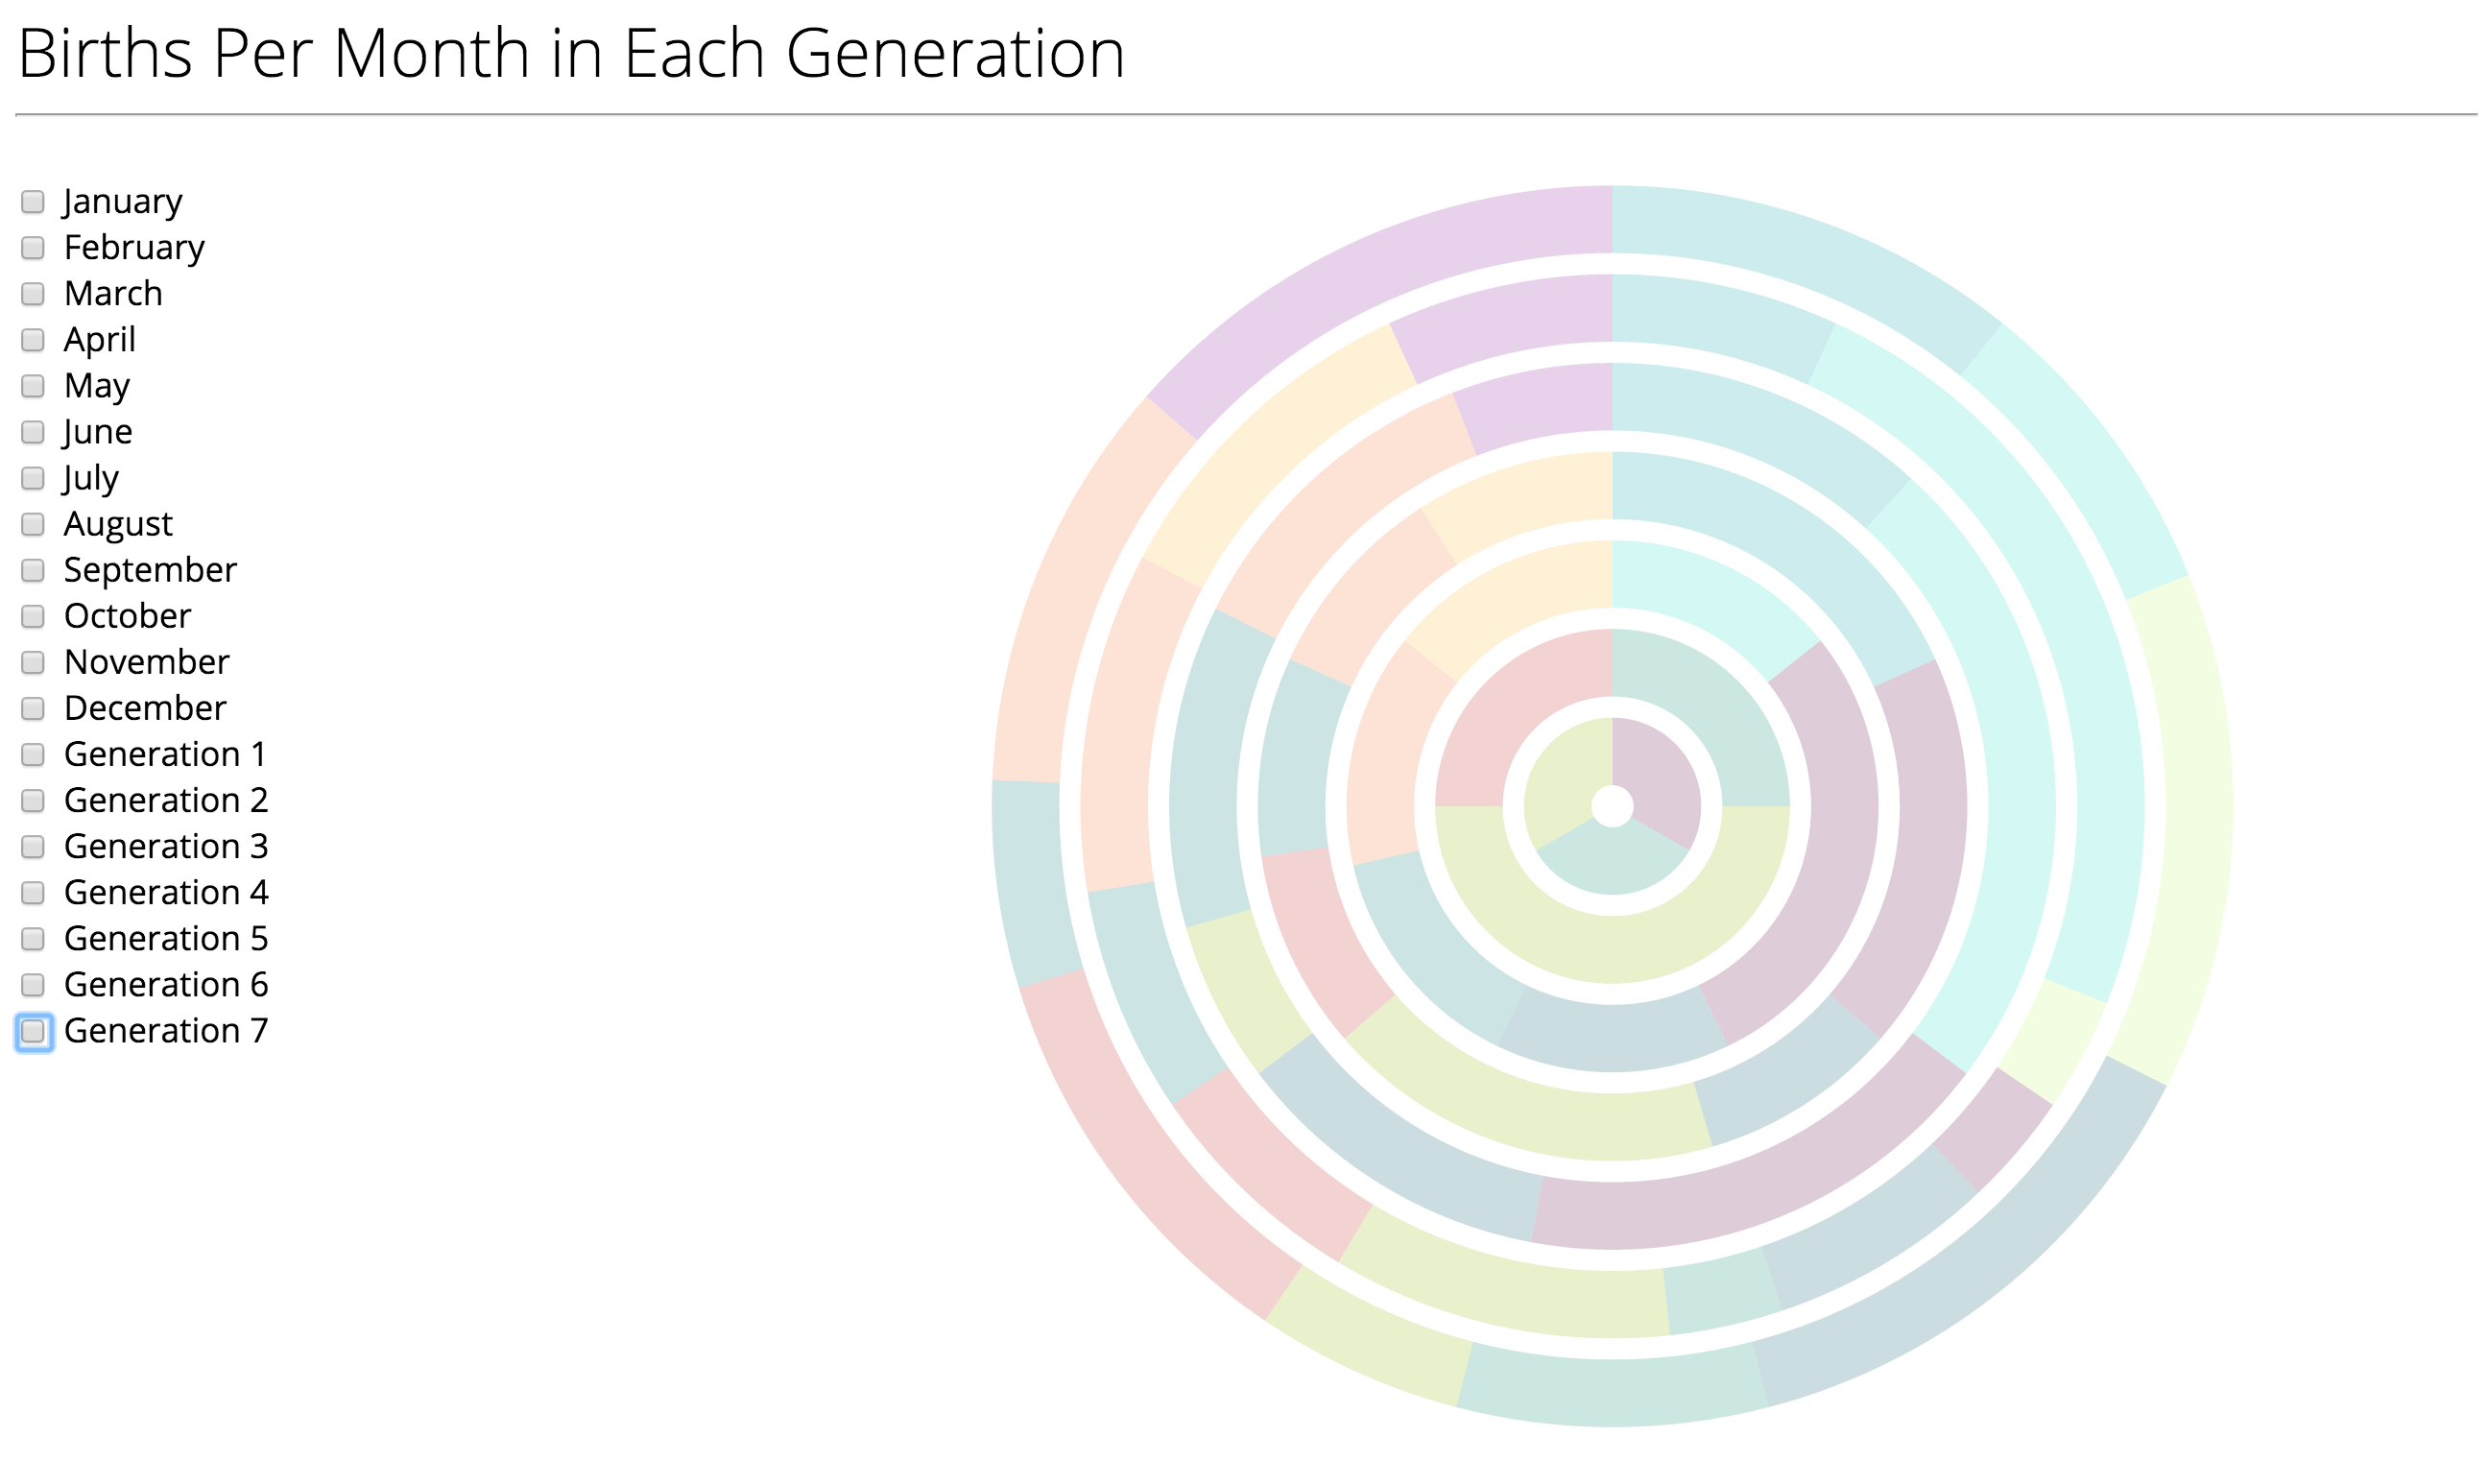 Births Per Month in Each Generation
January
February
March
April
May
June
July
August
September
October
November
December
Generation 1
Generation 2
Generation 3
Generation 4
Generation 5
Generation 6
Generation 7